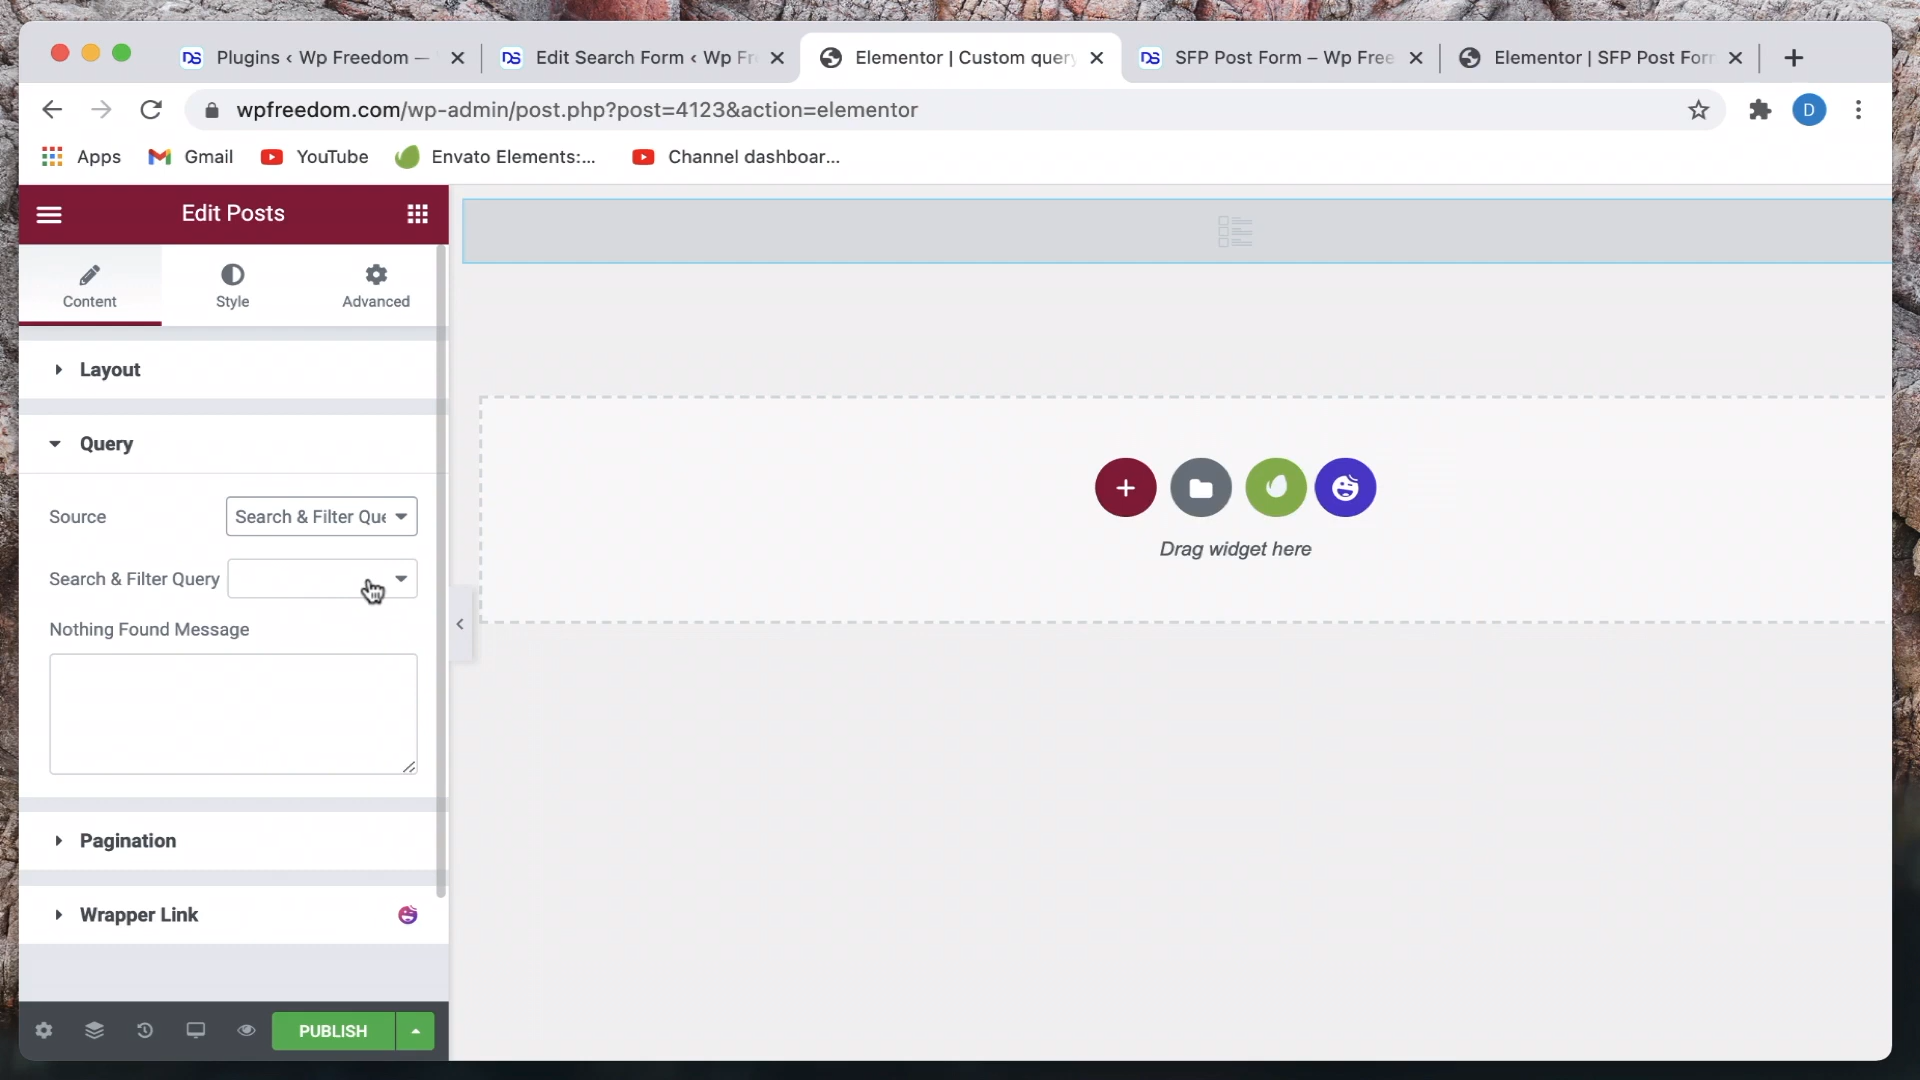 Plugins ‹ Wp Freedom —
Edit Search Form ‹ Wp Fr
Elementor | Custom query
SFP Post Form – Wp Free
Elementor | SFP Post Form
wpfreedom.com/wp-admin/post.php?post=4123&action=elementor
D
Apps
Gmail
YouTube
Envato Elements:...
Channel dashboar...
Edit Posts
Content
Style
Advanced
Layout
Query
Source
Search & Filter Que
Search & Filter Query
Nothing Found Message
Pagination
Wrapper Link
PUBLISH
Drag widget here